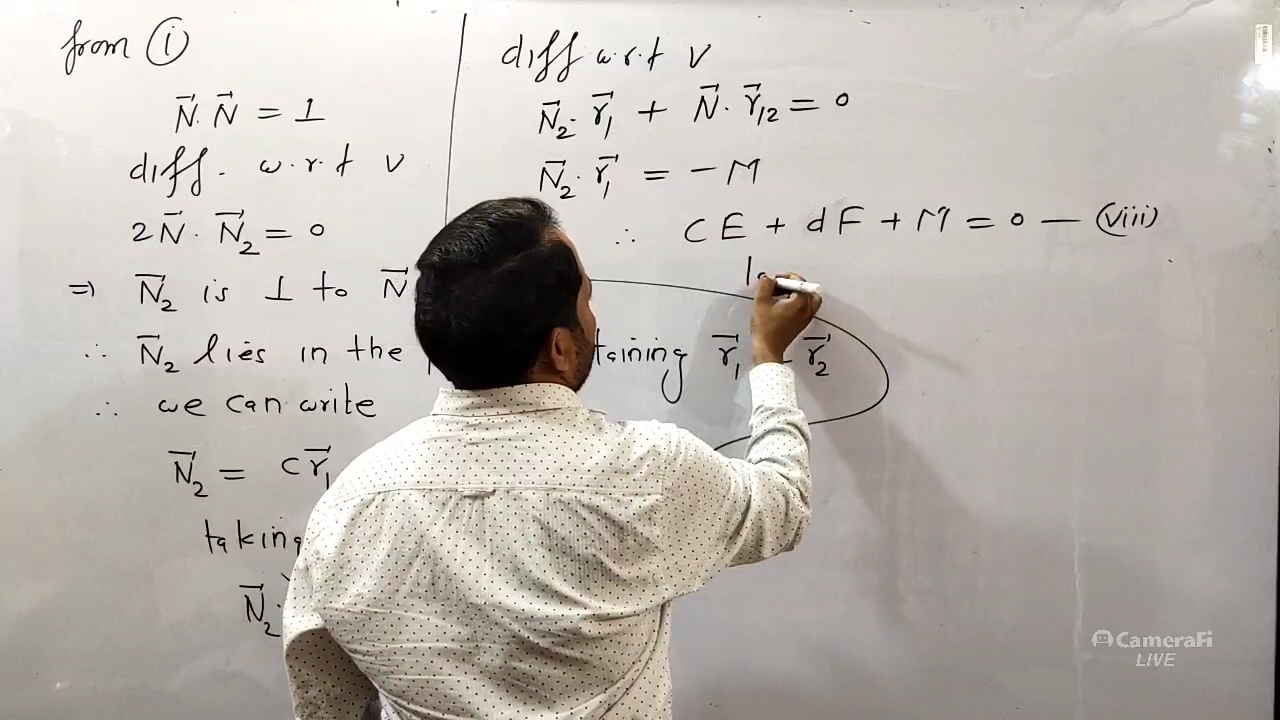 from (i)
N⃗. N⃗ = 1
diff. w.r.t v
2N⃗. N⃗₂ = 0
⇒ N⃗₂ is ⊥ to N⃗
∴ N⃗₂ lies in the
∴ we can write
N⃗₂ = c r⃗₁
taking
N⃗₂.
diff w.r.t v
N⃗₂. r⃗₁ + N⃗. r⃗₁₂ = 0
N⃗₂. r⃗₁ = -M
∴ cE + dF + M = 0 — (viii)
taining r⃗₁ r⃗₂
CameraFi
LIVE